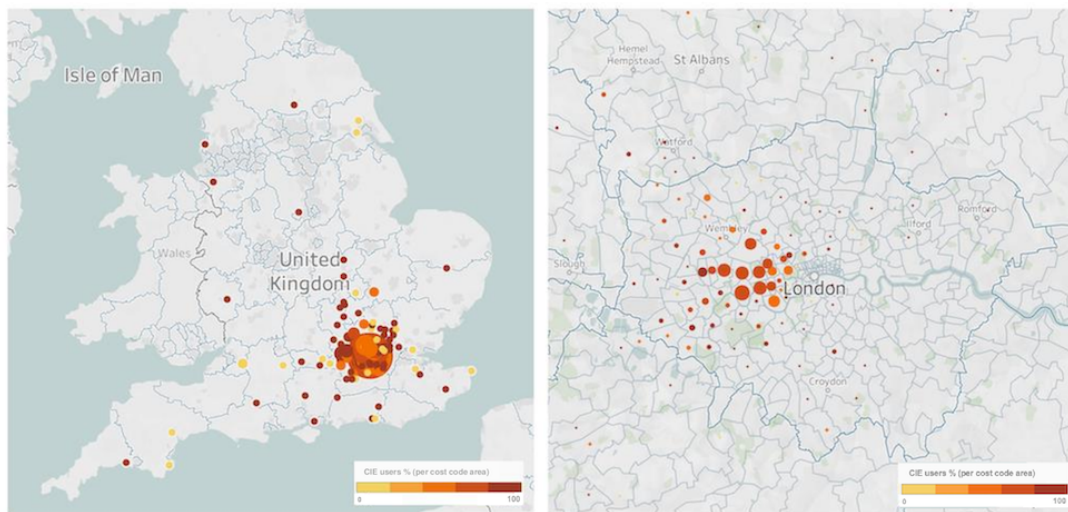 Isle of Man
Wales
United
Kingdom
CIE users % (per cost code area)
0
100
Hemel
Hempstead
St Albans
Watford
Wembley
Ilford
Romford
Slough
London
Croydon
CIE users % (per cost code area)
0
100